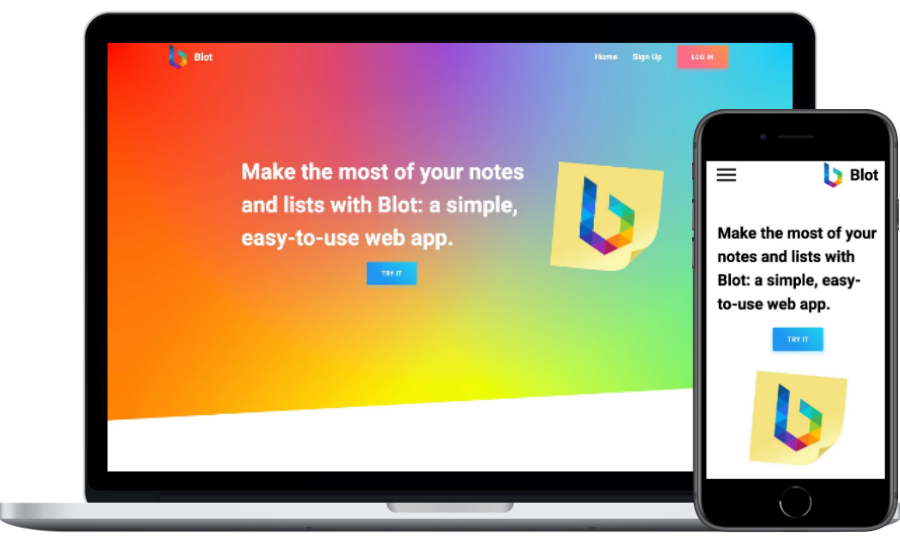 Blot
Home Sign Up LOG IN
Make the most of your notes
and lists with Blot: a simple,
easy-to-use web app.
TRY IT
Blot
Make the most of your
notes and lists with
Blot: a simple, easy-
to-use web app.
TRY IT